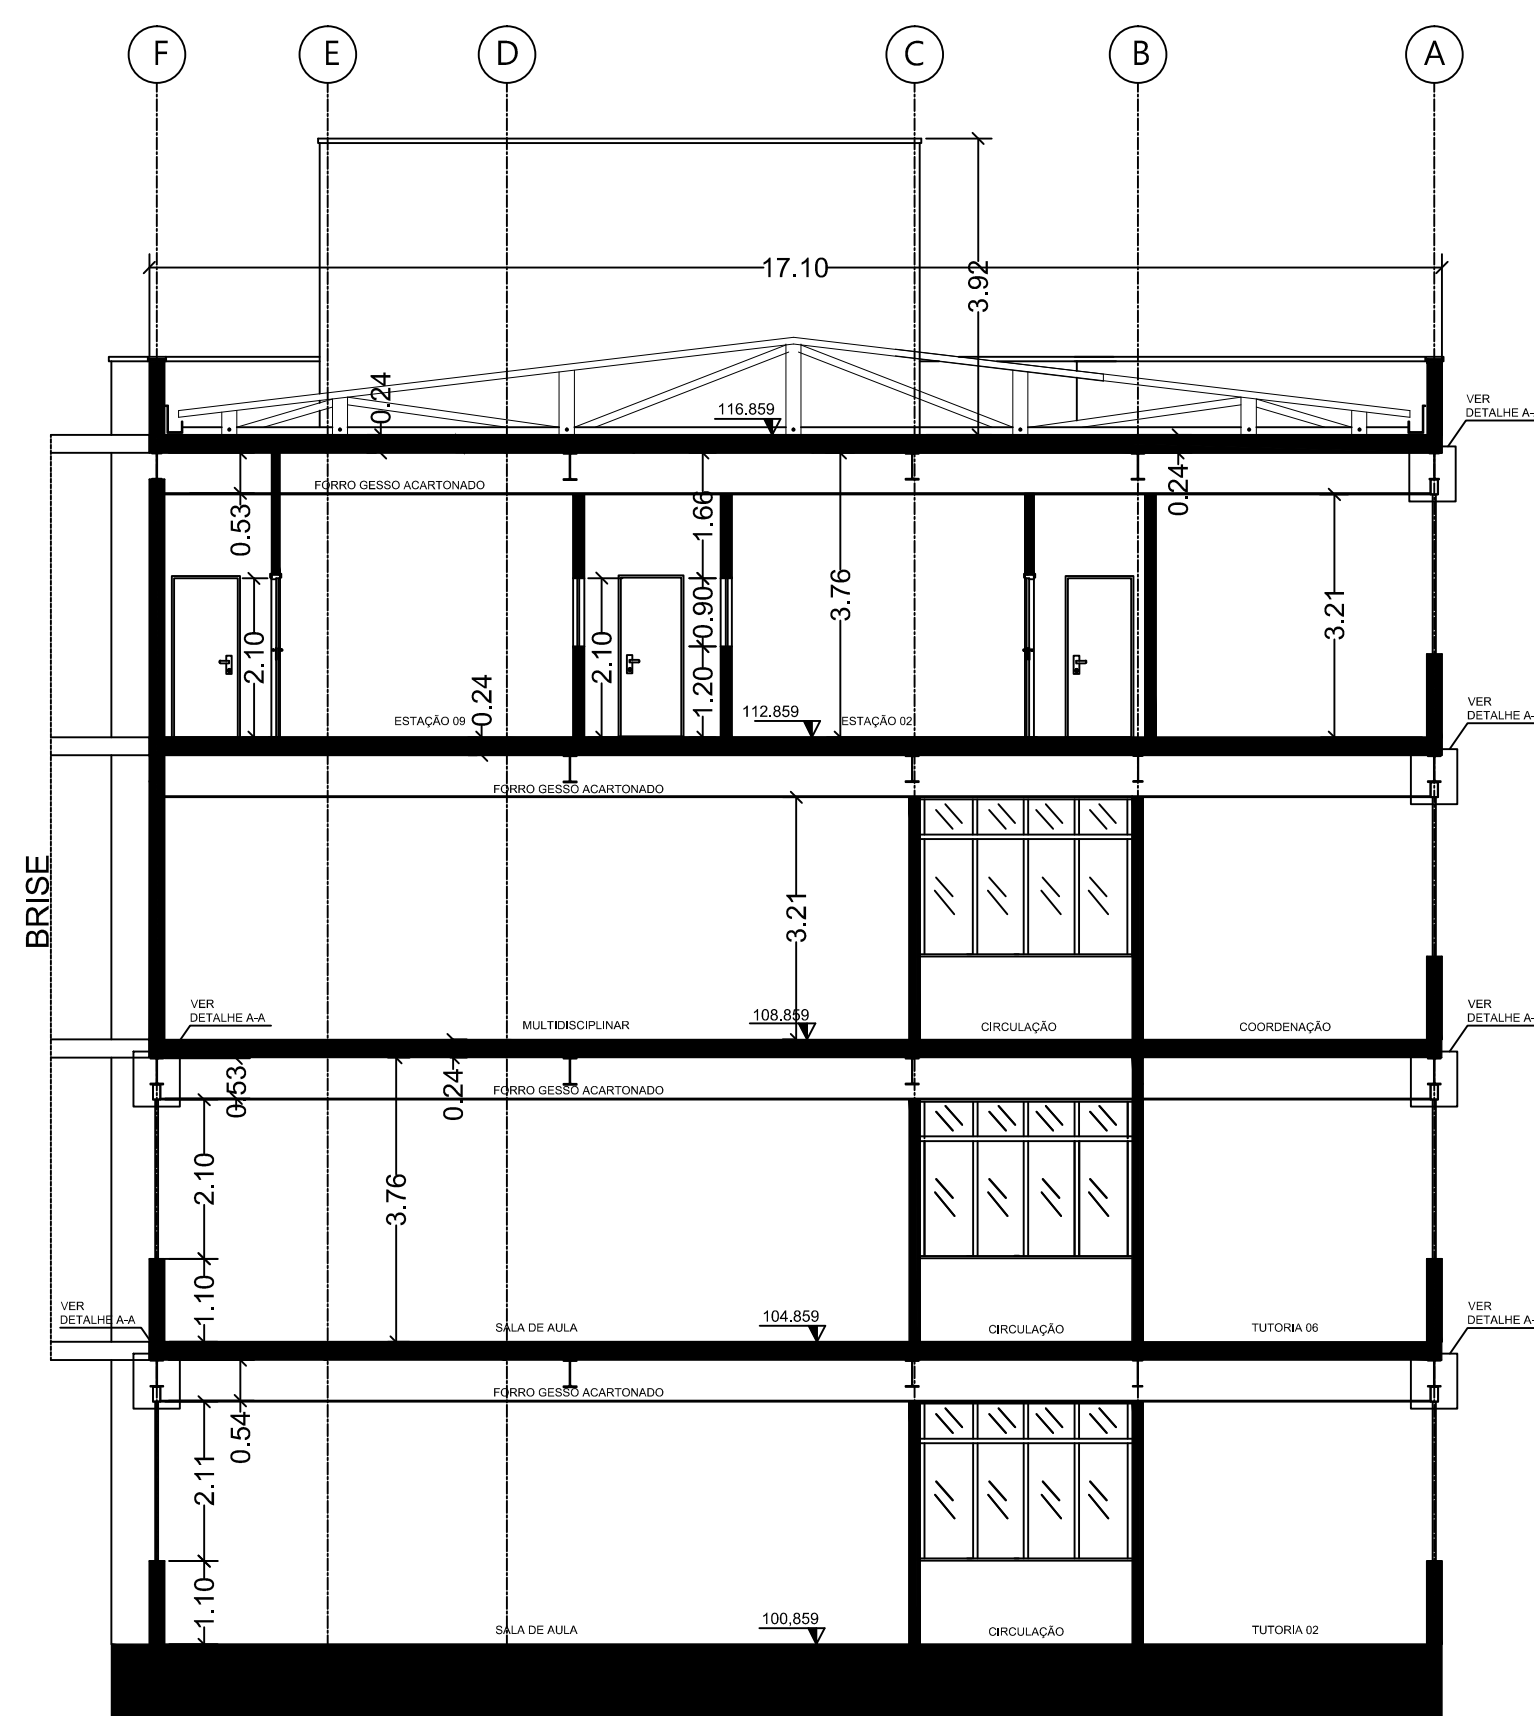 F E D C B A
17.10
3.92
0.24
116.859
VER
DETALHE A-
FORRO GESSO ACARTONADO
0.53
1.66
3.76
0.24
3.21
2.10
2.10
0.90
1.20
ESTAÇÃO 09
0.24
112.859
ESTAÇÃO 02
VER
DETALHE A-
FORRO GESSO ACARTONADO
BRISE
3.21
VER
DETALHE A-A
MULTIDISCIPLINAR
108.859
CIRCULAÇÃO
COORDENAÇÃO
VER
DETALHE A-
0.53
0.24
FORRO GESSO ACARTONADO
2.10
3.76
1.10
VER
DETALHE A-A
SALA DE AULA
104.859
CIRCULAÇÃO
TUTORIA 06
VER
DETALHE A-
FORRO GESSO ACARTONADO
0.54
2.11
1.10
SALA DE AULA
100,859
CIRCULAÇÃO
TUTORIA 02